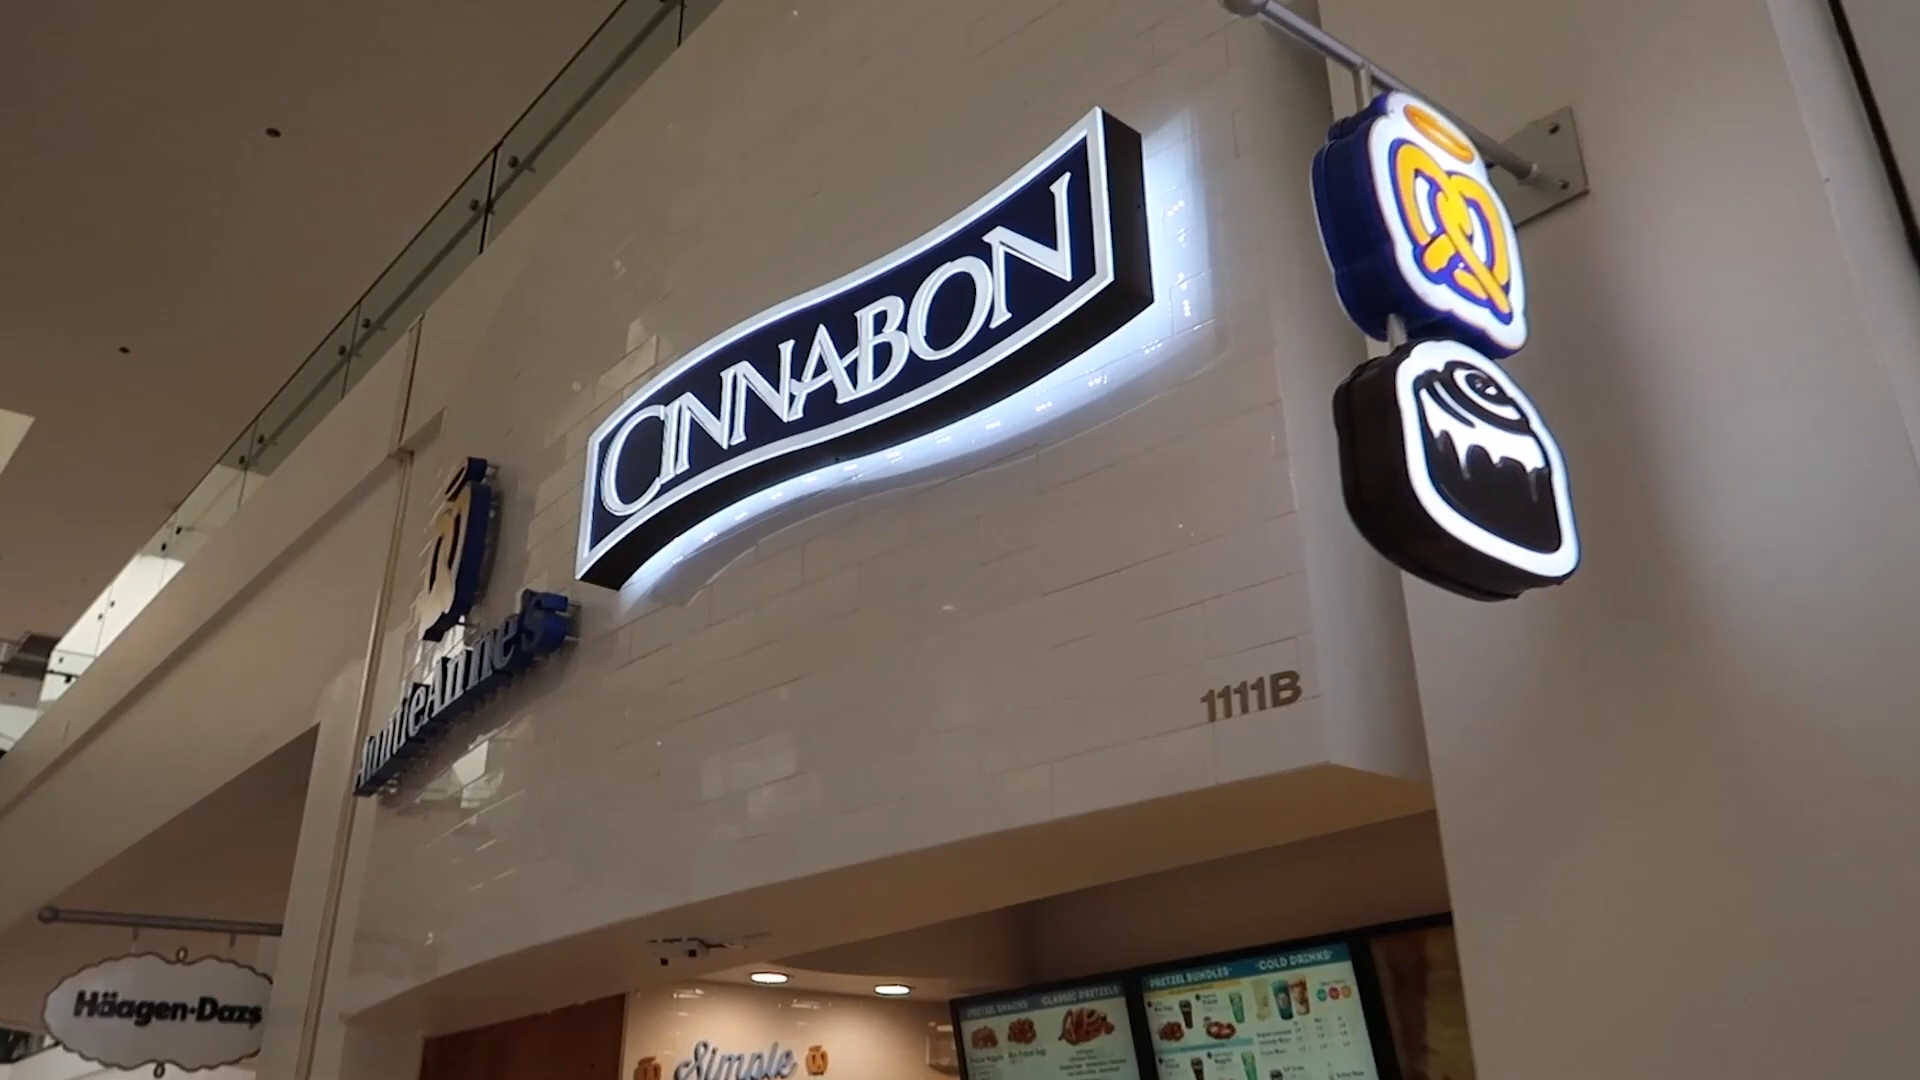 CINNABON
AuntieAnne's
1111B
Häagen-Dazs
Simple
PRETZEL SNACKS
CLASSIC PRETZELS
PRETZEL BUNDLES
COLD DRINKS